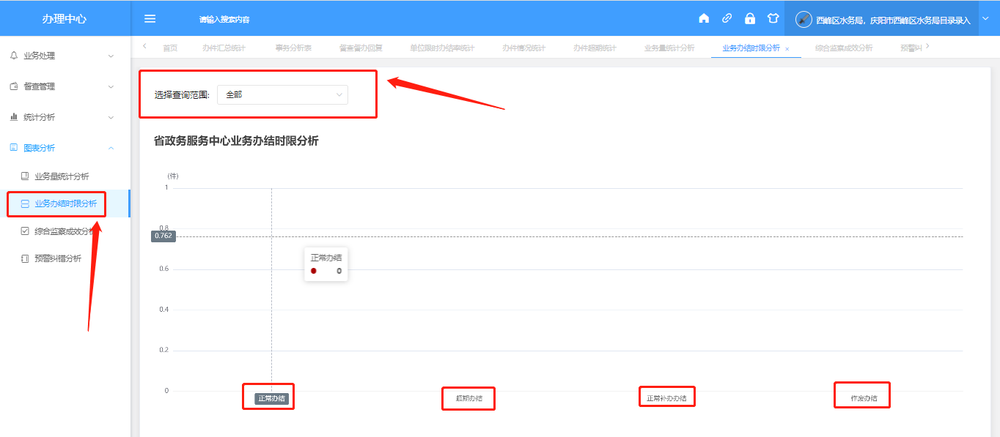 办理中心
请输入搜索内容
西峰区水务局，庆阳市西峰区水务局目录录入
首页 办件汇总统计 事务分析表 督查督办回复 单位限时办结率统计 办件情况统计 办件超期统计 业务量统计分析 业务办结时限分析 × 综合监察成效分析 预警纠
业务处理
督查管理
统计分析
图表分析
业务量统计分析
业务办结时限分析
综合监察成效分析
预警纠错分析
选择查询范围: 全部
省政务服务中心业务办结时限分析
(件)
1
0.8
0.762
0.6
0.4
0.2
0
正常办结
0
正常办结 超期办结 正常补办办结 作废办结